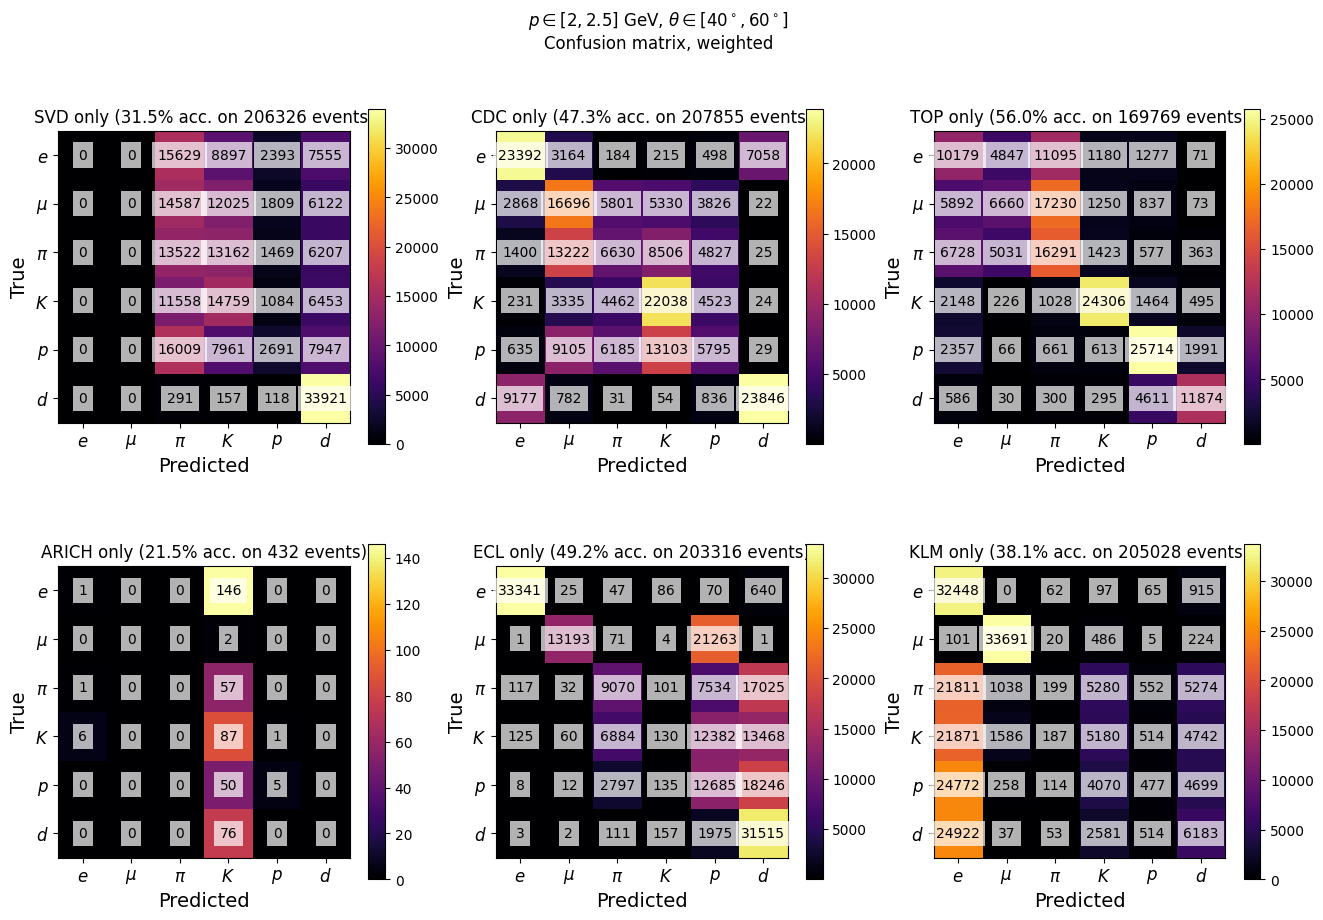 p ∈ [2, 2.5] GeV, θ ∈ [40°, 60°]
Confusion matrix, weighted
SVD only (31.5% acc. on 206326 events
True
e 0 0 15629 8897 2393 7555
μ 0 0 14587 12025 1809 6122
π 0 0 13522 13162 1469 6207
K 0 0 11558 14759 1084 6453
p 0 0 16009 7961 2691 7947
d 0 0 291 157 118 33921
e μ π K p d
Predicted
30000
25000
20000
15000
10000
5000
0
CDC only (47.3% acc. on 207855 events
True
e 23392 3164 184 215 498 7058
μ 2868 16696 5801 5330 3826 22
π 1400 13222 6630 8506 4827 25
K 231 3335 4462 22038 4523 24
p 635 9105 6185 13103 5795 29
d 9177 782 31 54 836 23846
e μ π K p d
Predicted
20000
15000
10000
5000
TOP only (56.0% acc. on 169769 events
True
e 10179 4847 11095 1180 1277 71
μ 5892 6660 17230 1250 837 73
π 6728 5031 16291 1423 577 363
K 2148 226 1028 24306 1464 495
p 2357 66 661 613 25714 1991
d 586 30 300 295 4611 11874
e μ π K p d
Predicted
25000
20000
15000
10000
5000
ARICH only (21.5% acc. on 432 events)
True
e 1 0 0 146 0 0
μ 0 0 0 2 0 0
π 1 0 0 57 0 0
K 6 0 0 87 1 0
p 0 0 0 50 5 0
d 0 0 0 76 0 0
e μ π K p d
Predicted
140
120
100
80
60
40
20
0
ECL only (49.2% acc. on 203316 events)
True
e 33341 25 47 86 70 640
μ 1 13193 71 4 21263 1
π 117 32 9070 101 7534 17025
K 125 60 6884 130 12382 13468
p 8 12 2797 135 12685 18246
d 3 2 111 157 1975 31515
e μ π K p d
Predicted
30000
25000
20000
15000
10000
5000
KLM only (38.1% acc. on 205028 events
True
e 32448 0 62 97 65 915
μ 101 33691 20 486 5 224
π 21811 1038 199 5280 552 5274
K 21871 1586 187 5180 514 4742
p 24772 258 114 4070 477 4699
d 24922 37 53 2581 514 6183
e μ π K p d
Predicted
30000
25000
20000
15000
10000
5000
0